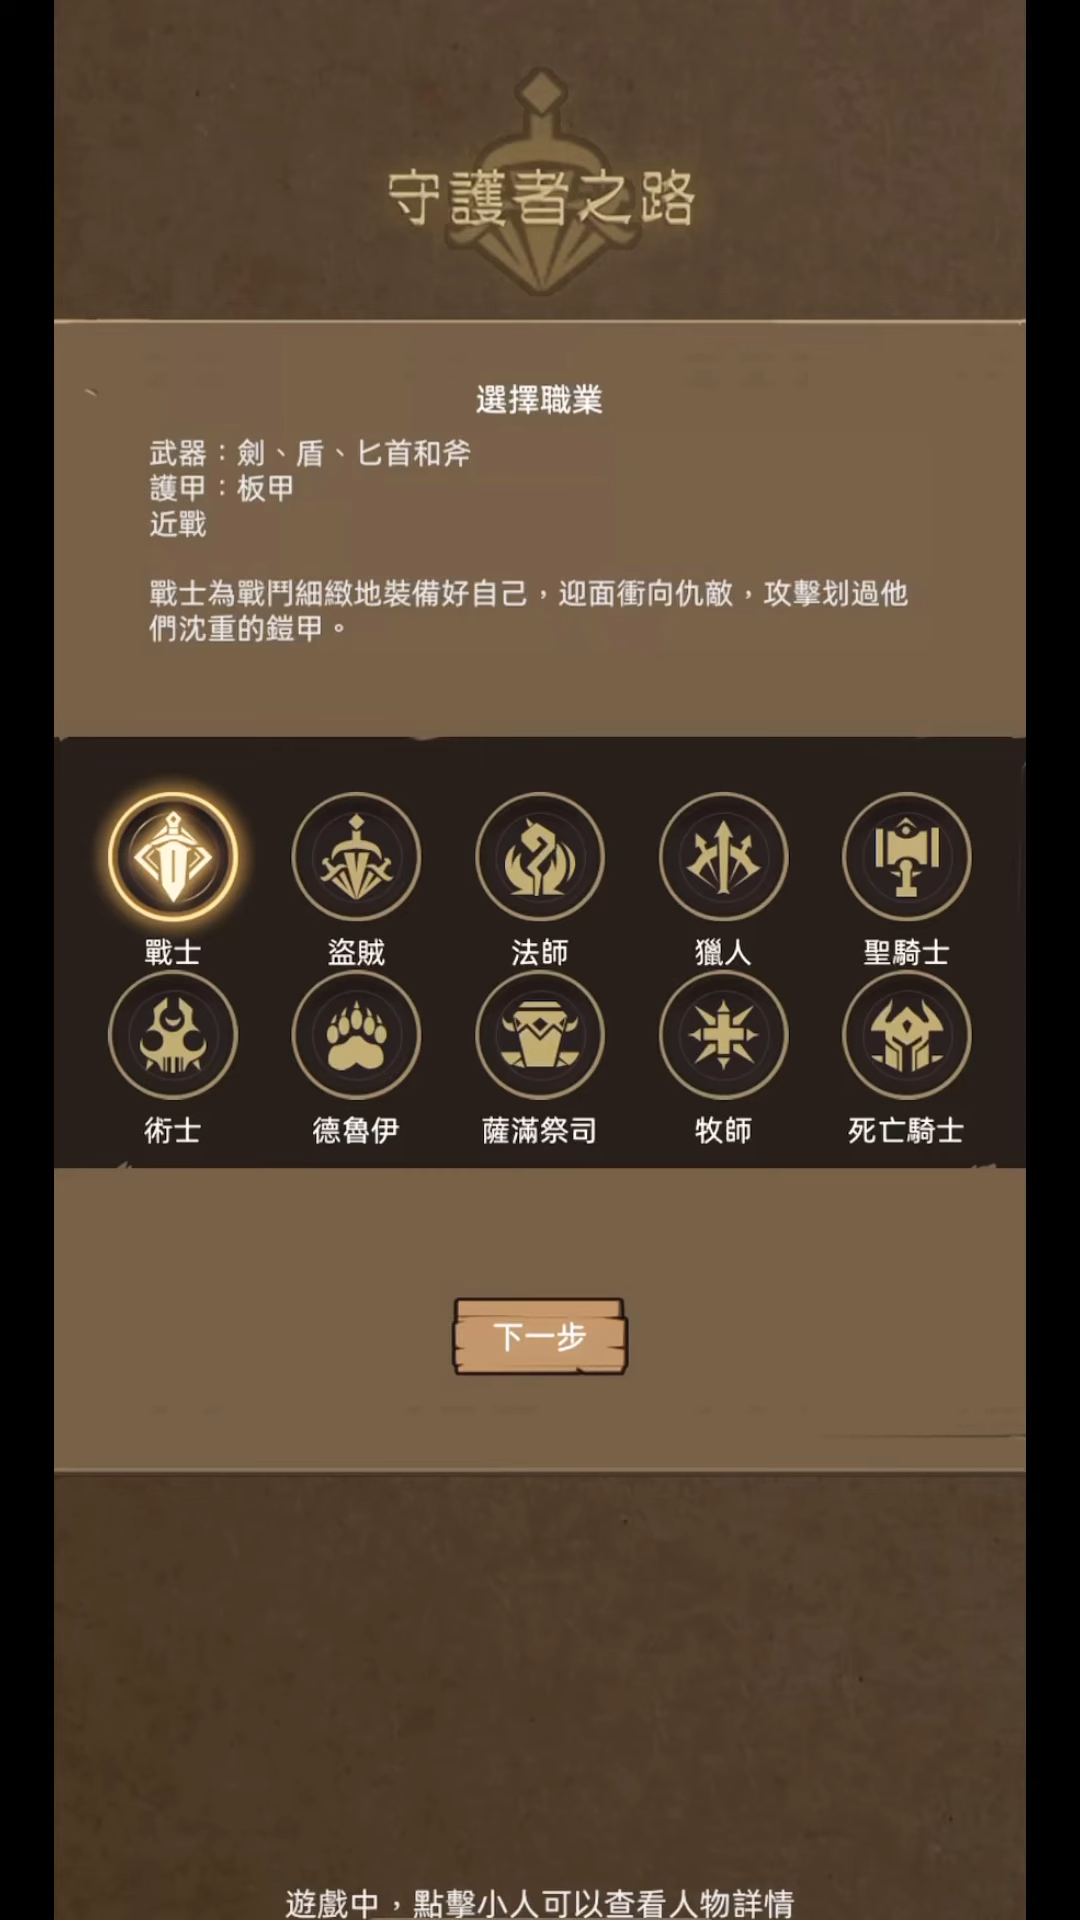 守護者之路
選擇職業
武器：劍、盾、匕首和斧
護甲：板甲
近戰
戰士為戰鬥細緻地裝備好自己，迎面衝向仇敵，攻擊划過他
們沈重的鎧甲。
戰士 盜賊 法師 獵人 聖騎士
術士 德魯伊 薩滿祭司 牧師 死亡騎士
下一步
遊戲中，點擊小人可以查看人物詳情